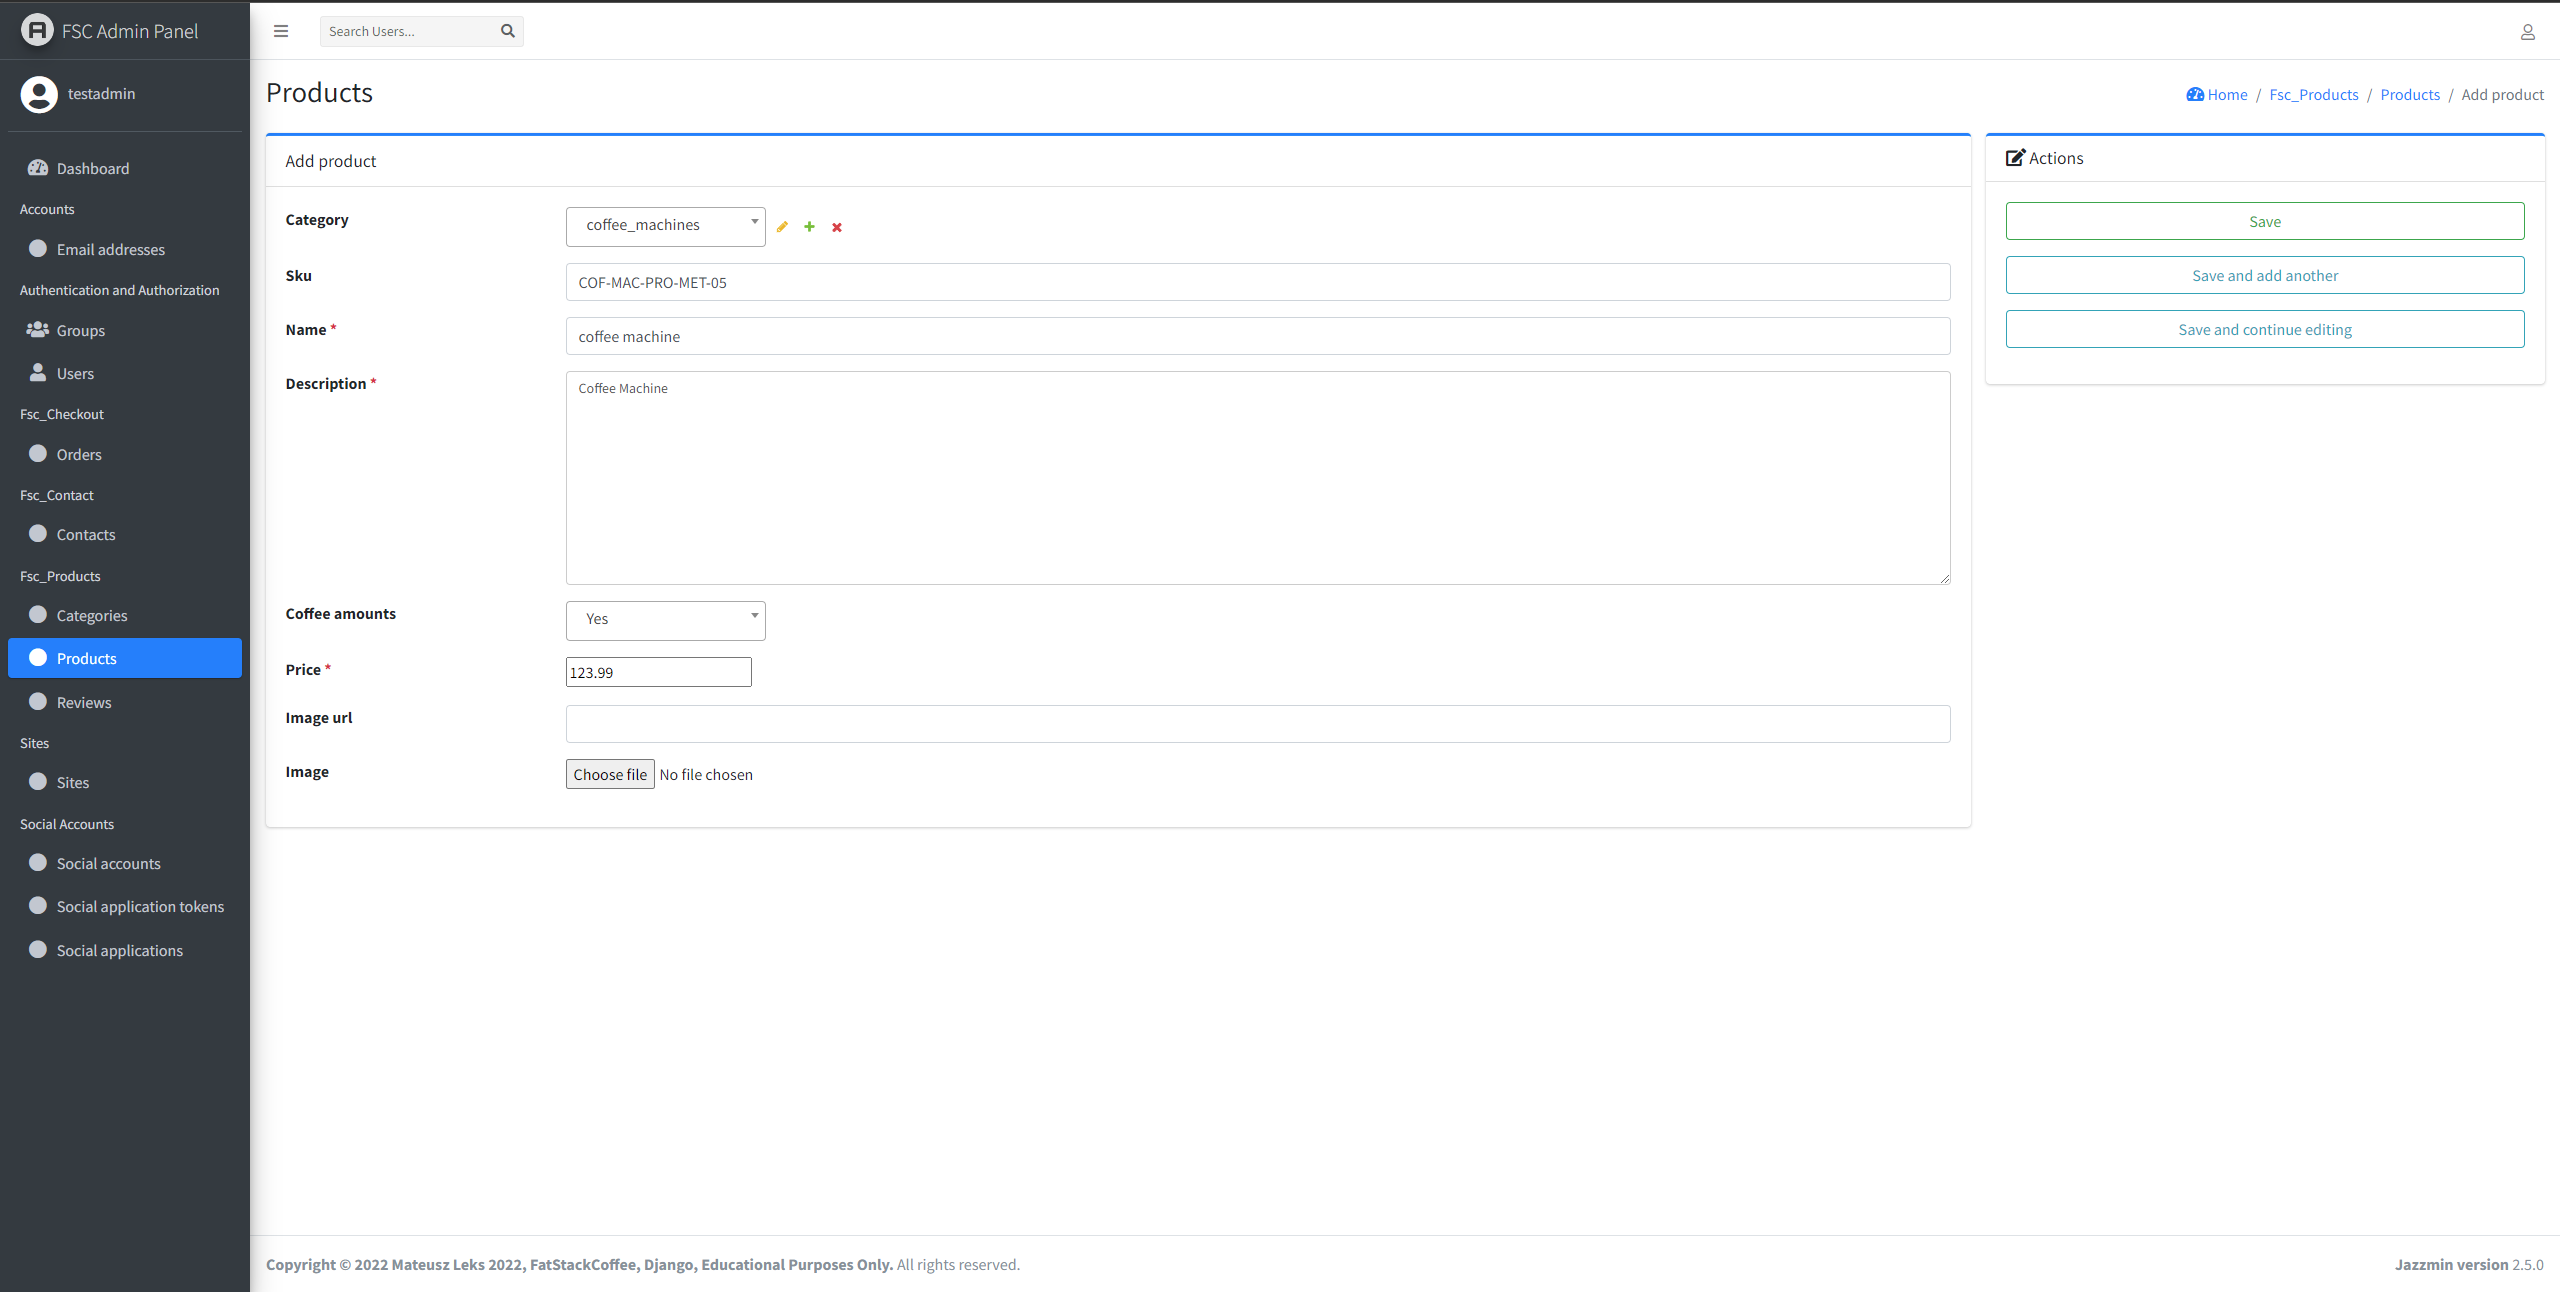 FSC Admin Panel
Search Users...
testadmin
Products
Home / Fsc_Products / Products / Add product
Dashboard
Accounts
Email addresses
Authentication and Authorization
Groups
Users
Fsc_Checkout
Orders
Fsc_Contact
Contacts
Fsc_Products
Categories
Products
Reviews
Sites
Sites
Social Accounts
Social accounts
Social application tokens
Social applications
Add product
Category
coffee_machines
Sku
COF-MAC-PRO-MET-05
Name *
coffee machine
Description *
Coffee Machine
Coffee amounts
Yes
Price *
123.99
Image url
Image
Choose file No file chosen
Actions
Save
Save and add another
Save and continue editing
Copyright © 2022 Mateusz Leks 2022, FatStackCoffee, Django, Educational Purposes Only. All rights reserved.
Jazzmin version 2.5.0